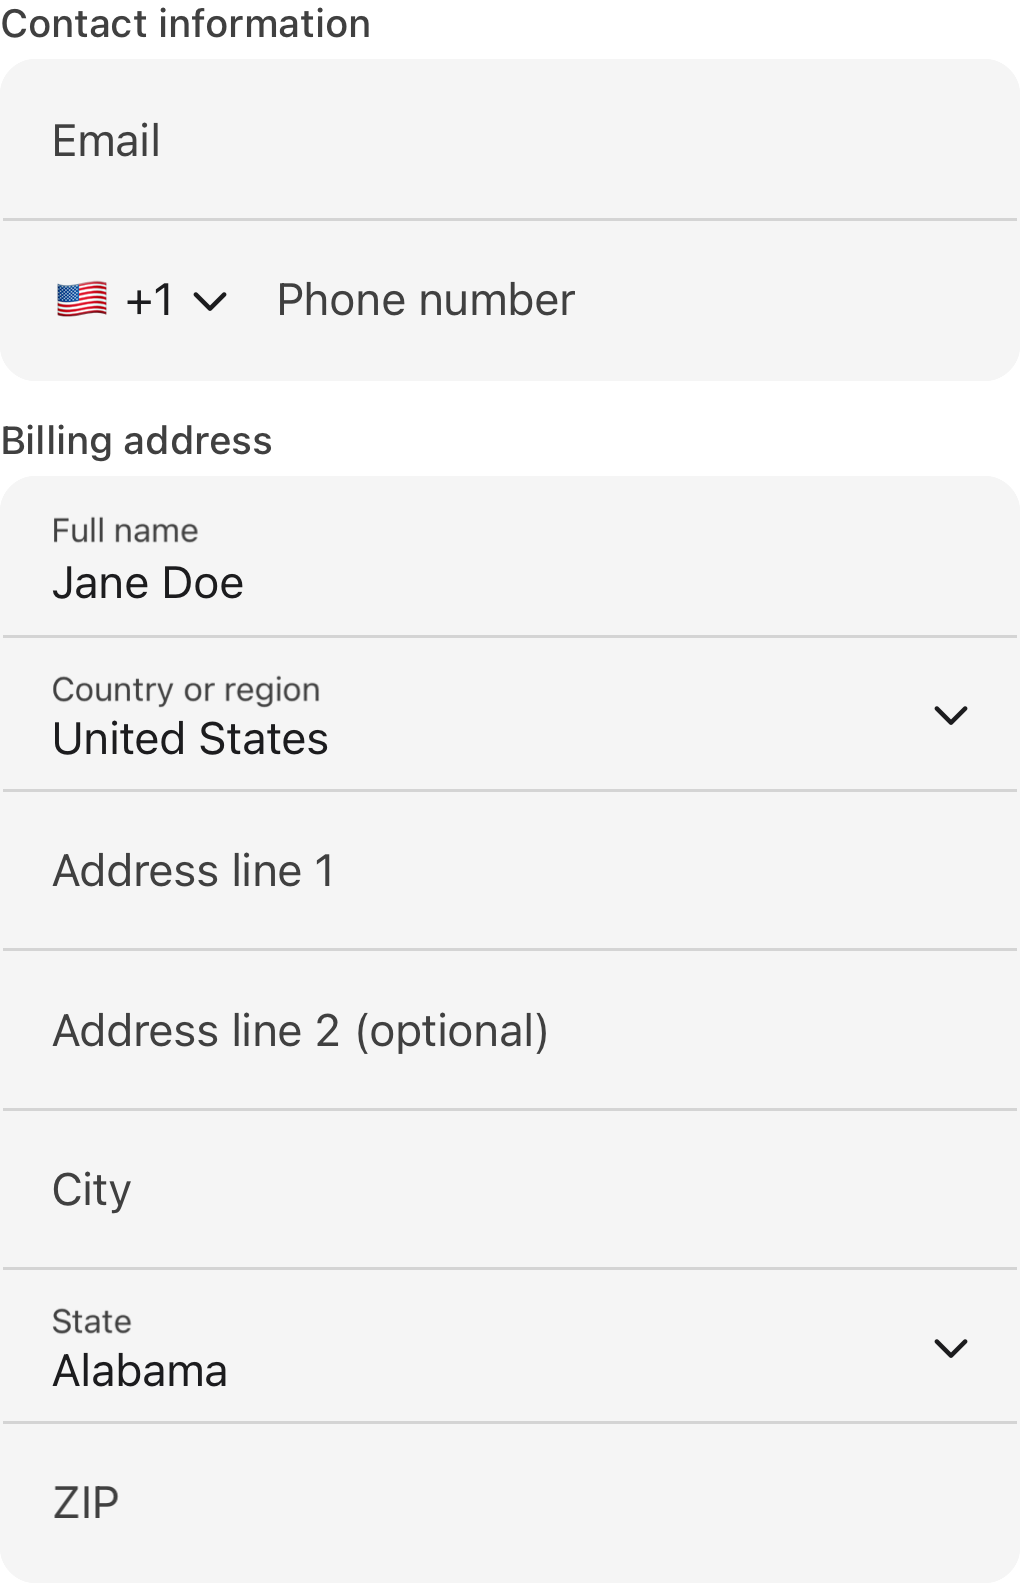 Contact information
Email
+1 Phone number
Billing address
Full name
Jane Doe
Country or region
United States
Address line 1
Address line 2 (optional)
City
State
Alabama
ZIP